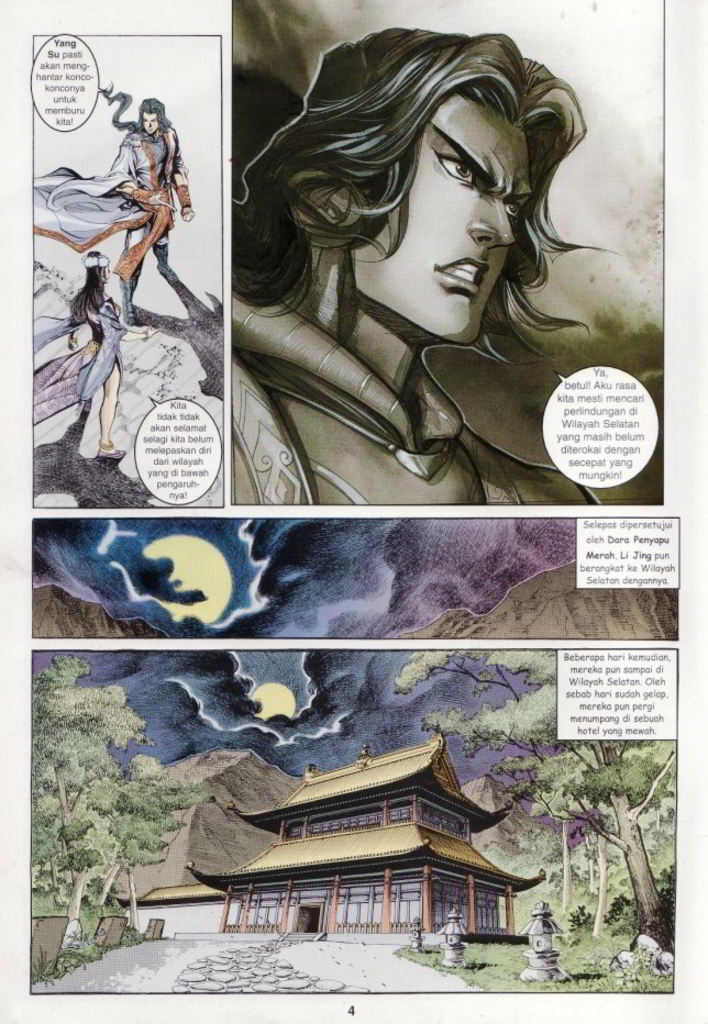 Yang
Su pasti
akan meng-
hantar konco-
konconya
untuk
memburu
kita!
Kita
tidak tidak
akan selamat
selagi kita belum
melepaskan diri
dari wilayah
yang di bawah
pengaruh-
nya!
Ya,
betul! Aku rasa
kita mesti mencari
perlindungan di
Wilayah Selatan
yang masih belum
diterokai dengan
secepat yang
mungkin!
Selepas dipersetujui
oleh Dara Penyapu
Merah, Li Jing pun
berangkat ke Wilayah
Selatan dengannya.
Beberapa hari kemudian,
mereka pun sampai di
Wilayah Selatan. Oleh
sebab hari sudah gelap,
mereka pun pergi
menumpang di sebuah
hotel yang mewah.
4